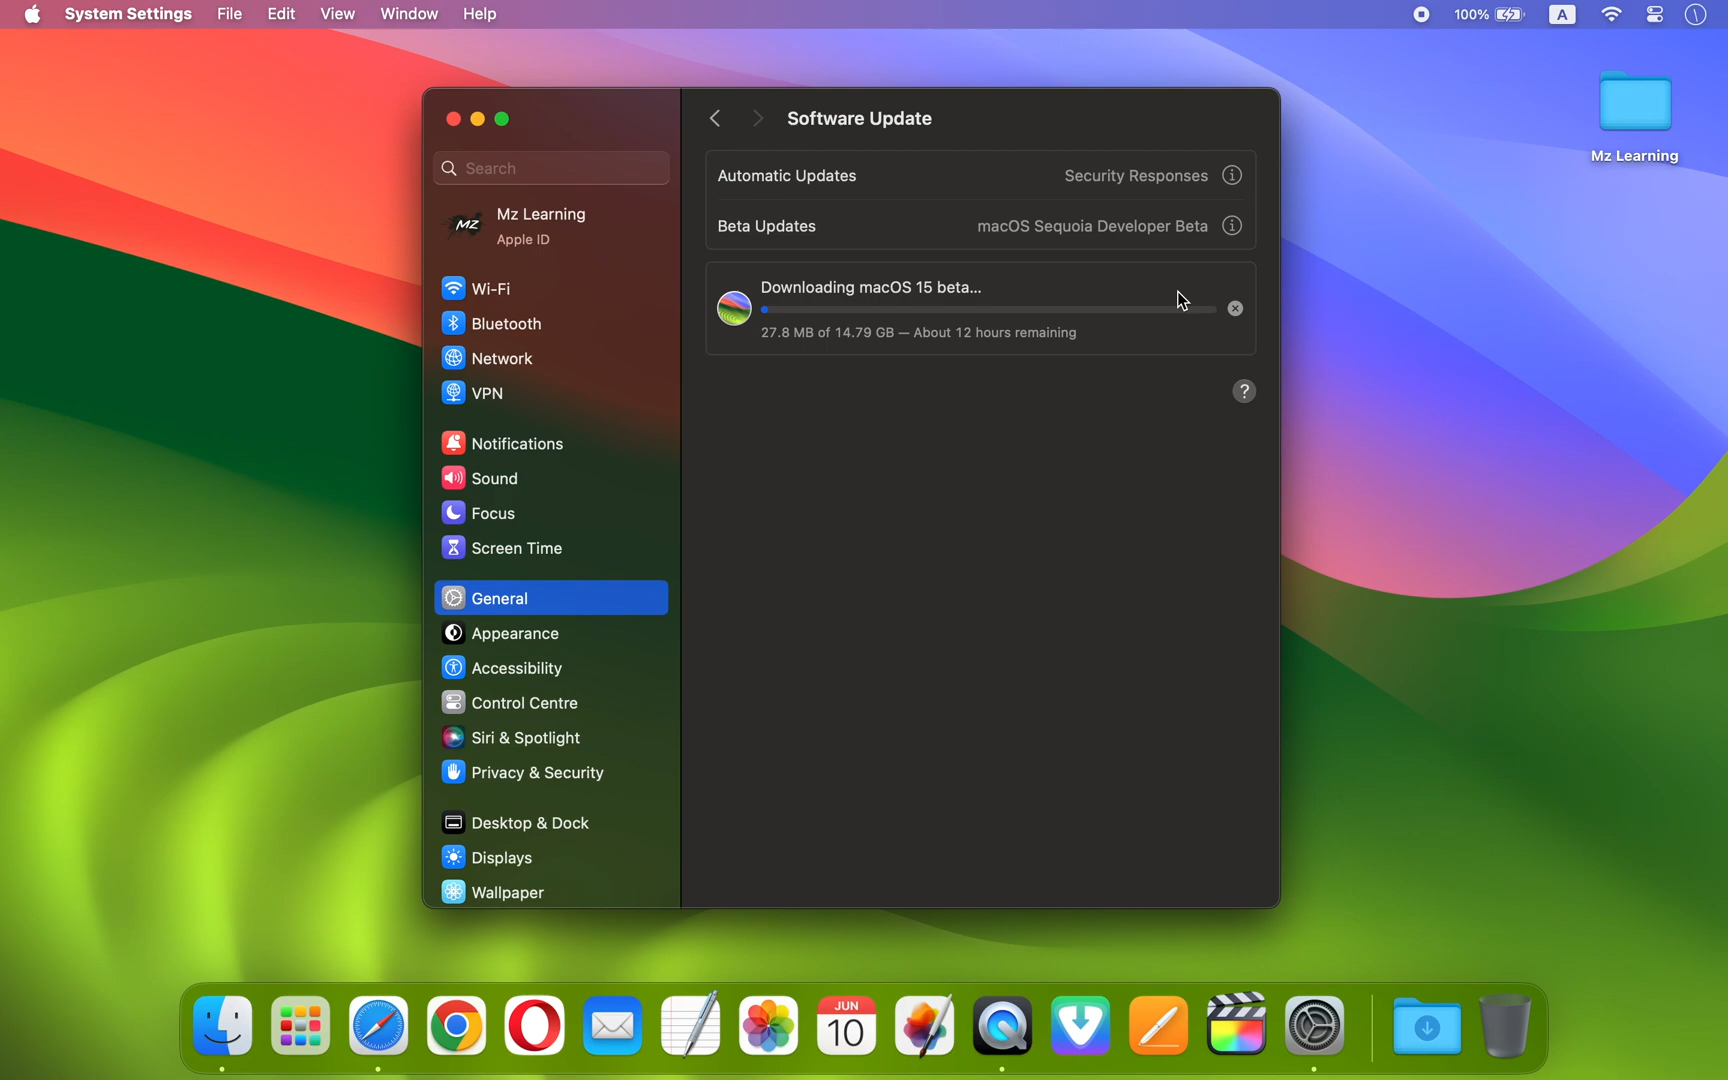 System Settings File Edit View Window Help 100% A
Mz Learning
Software Update
Search
Automatic Updates Security Responses
Mz Learning
MZ
Apple ID
Beta Updates macOS Sequoia Developer Beta
Wi-Fi
Bluetooth
Network
VPN
Downloading macOS 15 beta...
27.8 MB of 14.79 GB — About 12 hours remaining
?
Notifications
Sound
Focus
Screen Time
General
Appearance
Accessibility
Control Centre
Siri & Spotlight
Privacy & Security
Desktop & Dock
Displays
Wallpaper
JUN
10